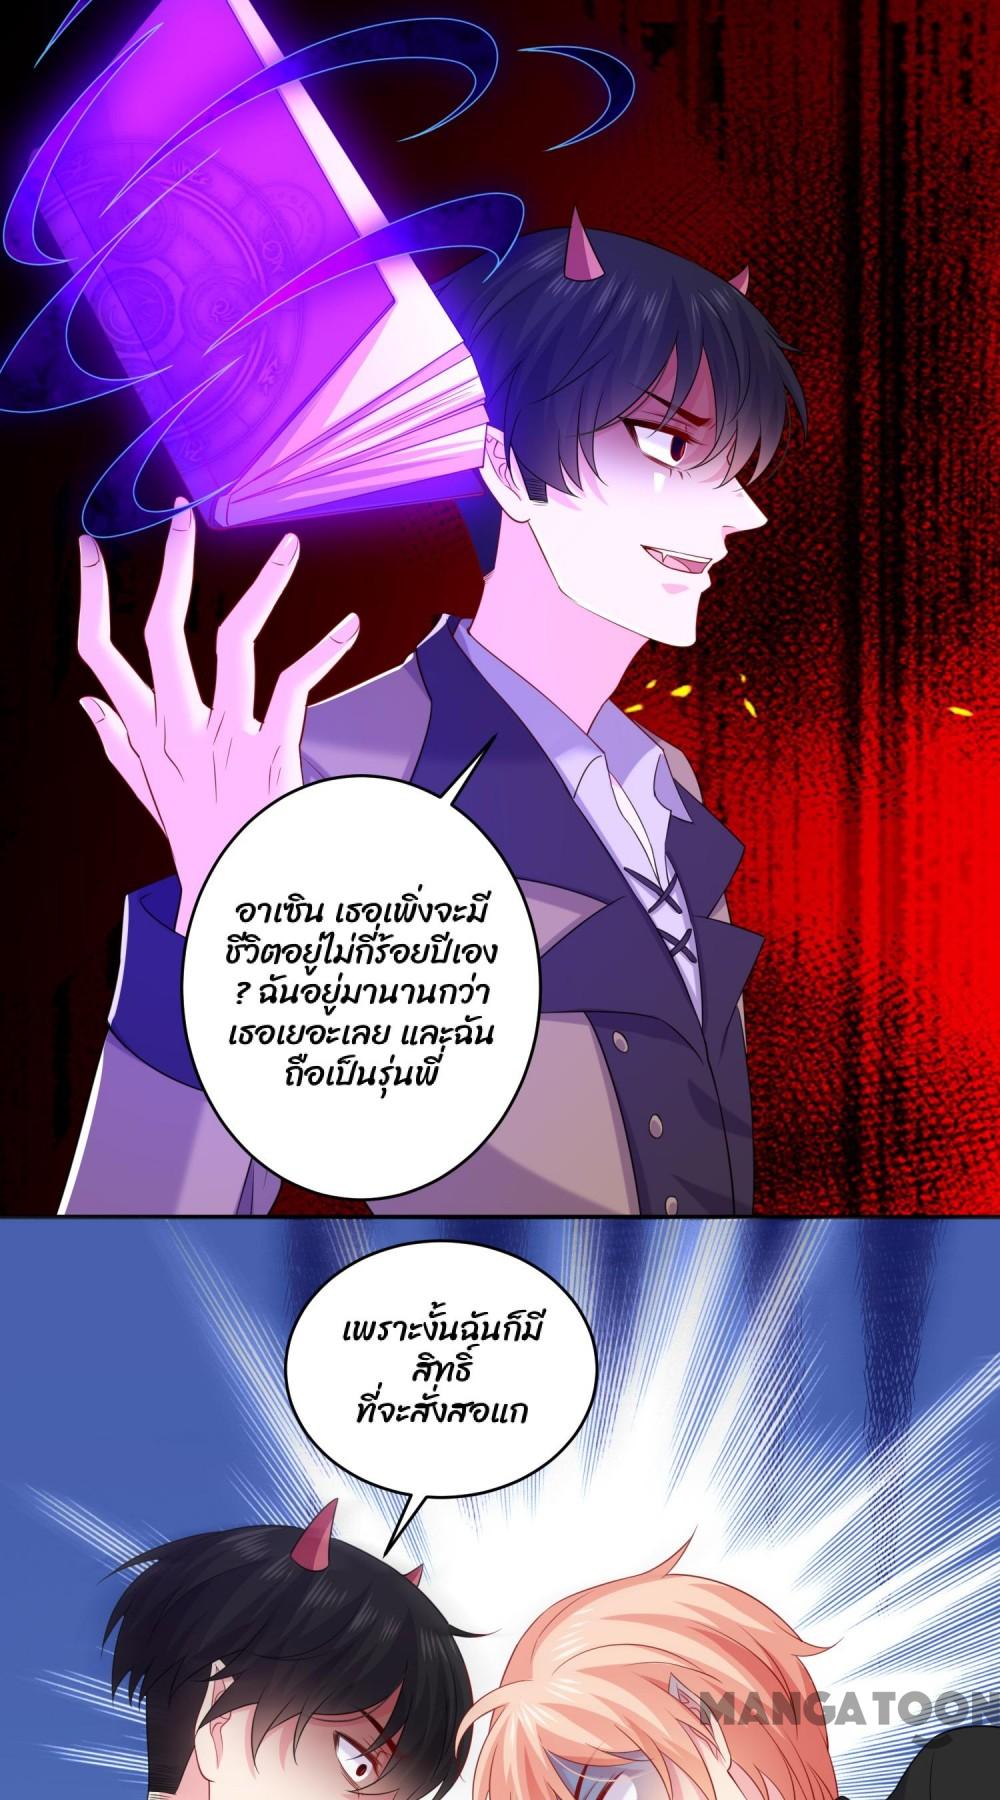 อาเซิน เธอเพิ่งจะมี
ชีวิตอยู่ไม่กี่ร้อยปีเอง
? ฉันอยู่มานานกว่า
เธอเยอะเลย และฉัน
ถือเป็นรุ่นพี่
เพราะงั้นฉันก็มี
สิทธิ์
ที่จะสั่งสอแก
MANGATOON